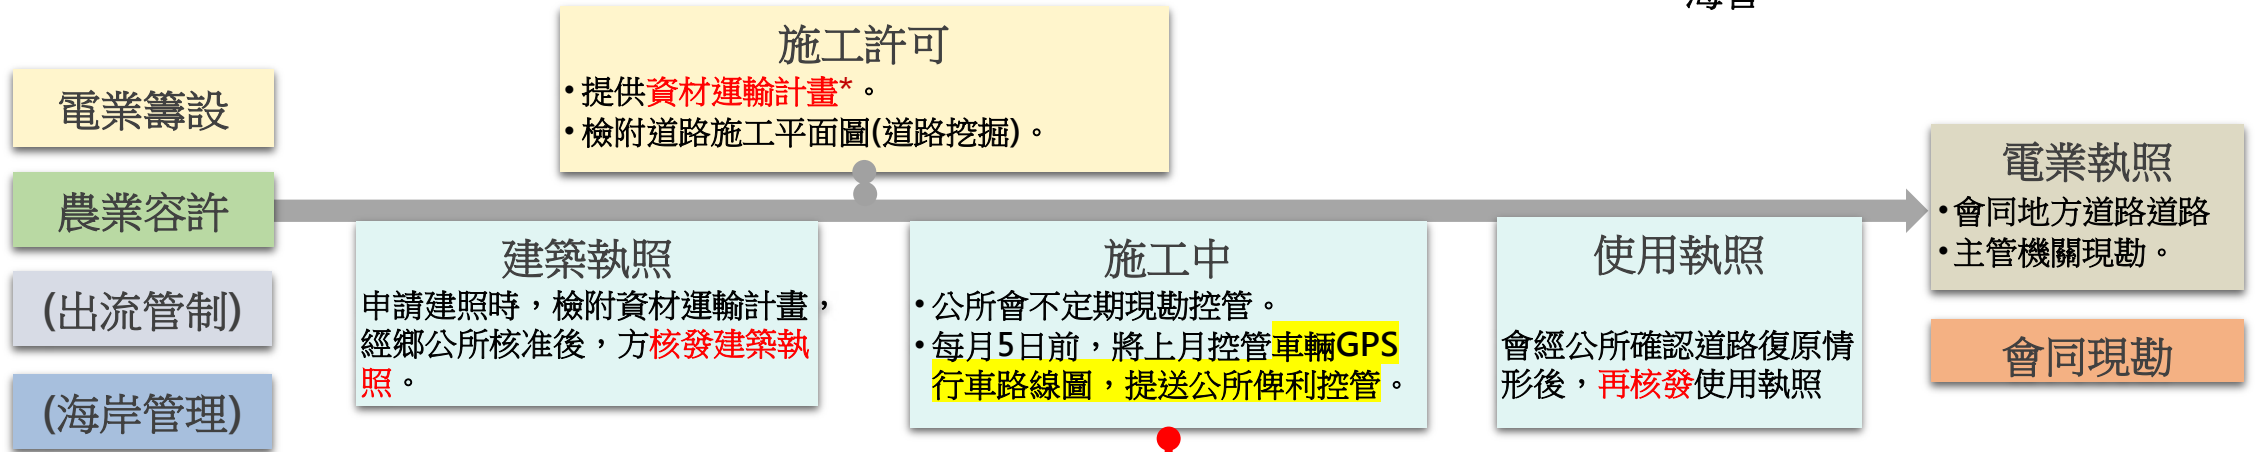 施工許可
•提供資材運輸計畫*。
•檢附道路施工平面圖(道路挖掘)。
電業籌設
農業容許
(出流管制)
(海岸管理)
建築執照
申請建照時，檢附資材運輸計畫，
經鄉公所核准後，方核發建築執
照。
施工中
•公所會不定期現勘控管。
•每月5日前，將上月控管車輛GPS
行車路線圖，提送公所俾利控管。
使用執照
會經公所確認道路復原情
形後，再核發使用執照
電業執照
•會同地方道路道路
•主管機關現勘。
會同現勘